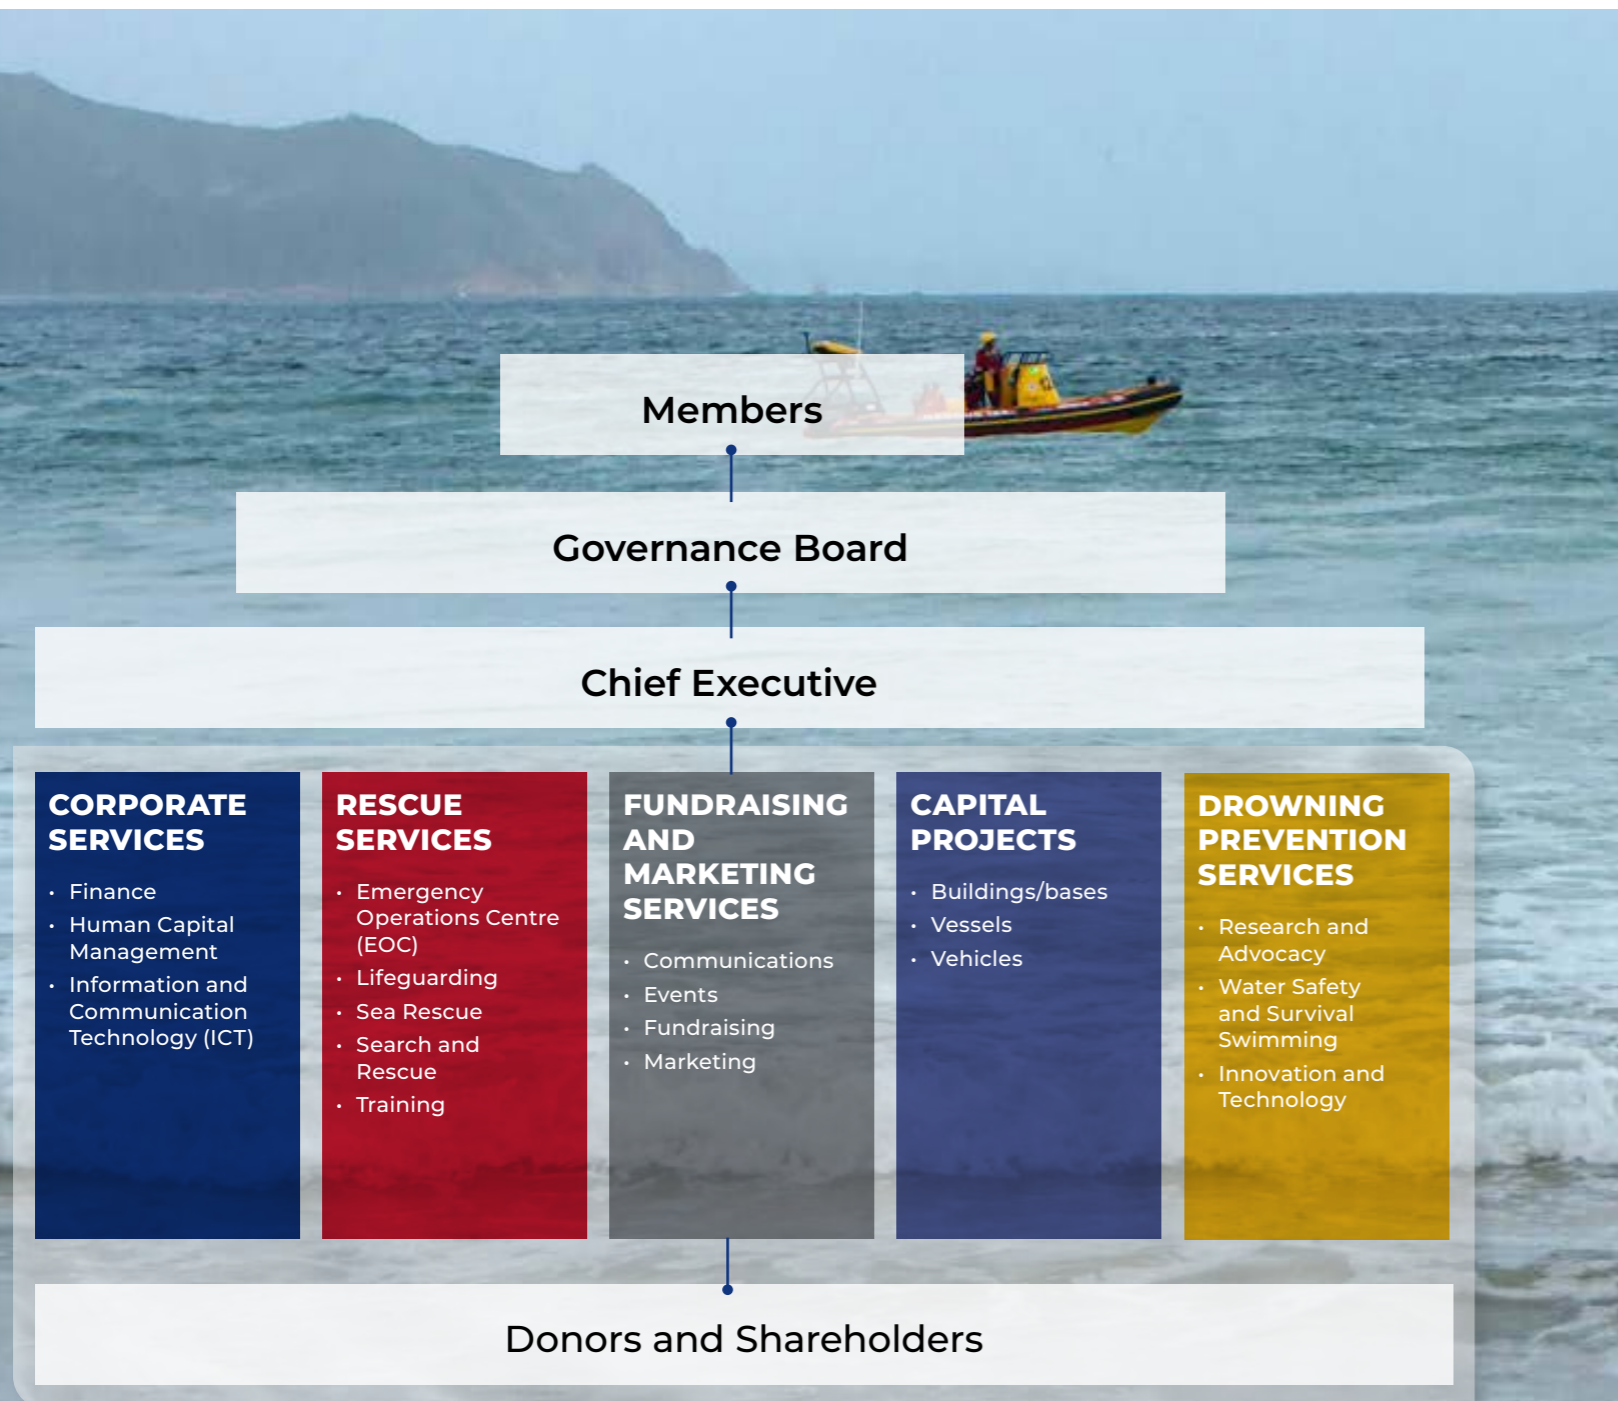 Members
Governance Board
Chief Executive
CORPORATE
SERVICES
• Finance
• Human Capital
Management
• Information and
Communication
Technology (ICT)
RESCUE
SERVICES
• Emergency
Operations Centre
(EOC)
• Lifeguarding
• Sea Rescue
• Search and
Rescue
• Training
FUNDRAISING
AND
MARKETING
SERVICES
• Communications
• Events
• Fundraising
• Marketing
CAPITAL
PROJECTS
• Buildings/bases
• Vessels
• Vehicles
DROWNING
PREVENTION
SERVICES
• Research and
Advocacy
• Water Safety
and Survival
Swimming
• Innovation and
Technology
Donors and Shareholders